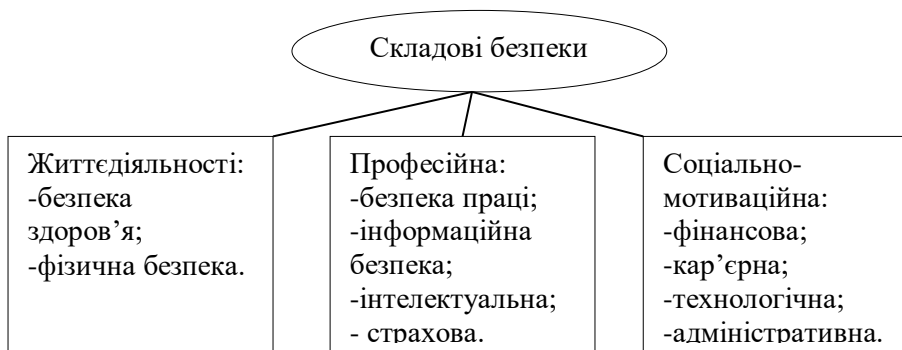 Складові безпеки
Життєдіяльності:
-безпека
здоров’я;
-фізична безпека.
Професійна:
-безпека праці;
-інформаційна
безпека;
-інтелектуальна;
- страхова.
Соціально-
мотиваційна:
-фінансова;
-кар’єрна;
-технологічна;
-адміністративна.